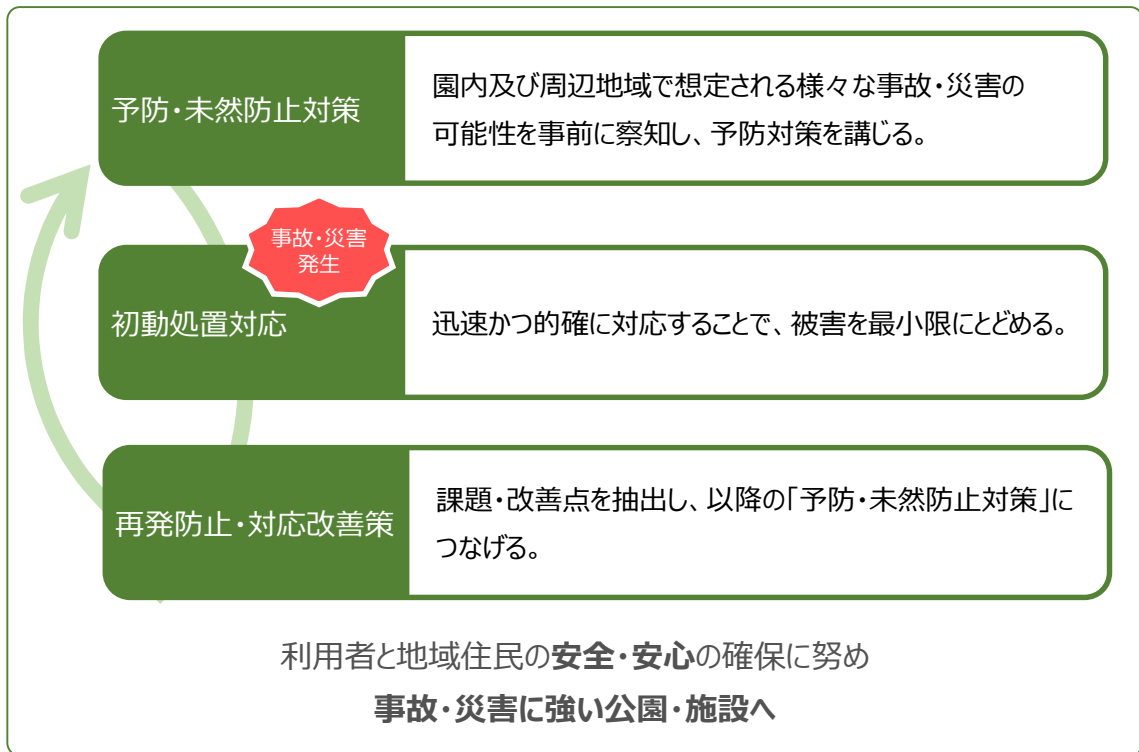 予防・未然防止対策
園内及び周辺地域で想定される様々な事故・災害の
可能性を事前に察知し、予防対策を講じる。
事故・災害
発生
初動処置対応
迅速かつ的確に対応することで、被害を最小限にとどめる。
再発防止・対応改善策
課題・改善点を抽出し、以降の「予防・未然防止対策」に
つなげる。
利用者と地域住民の安全・安心の確保に努め
事故・災害に強い公園・施設へ